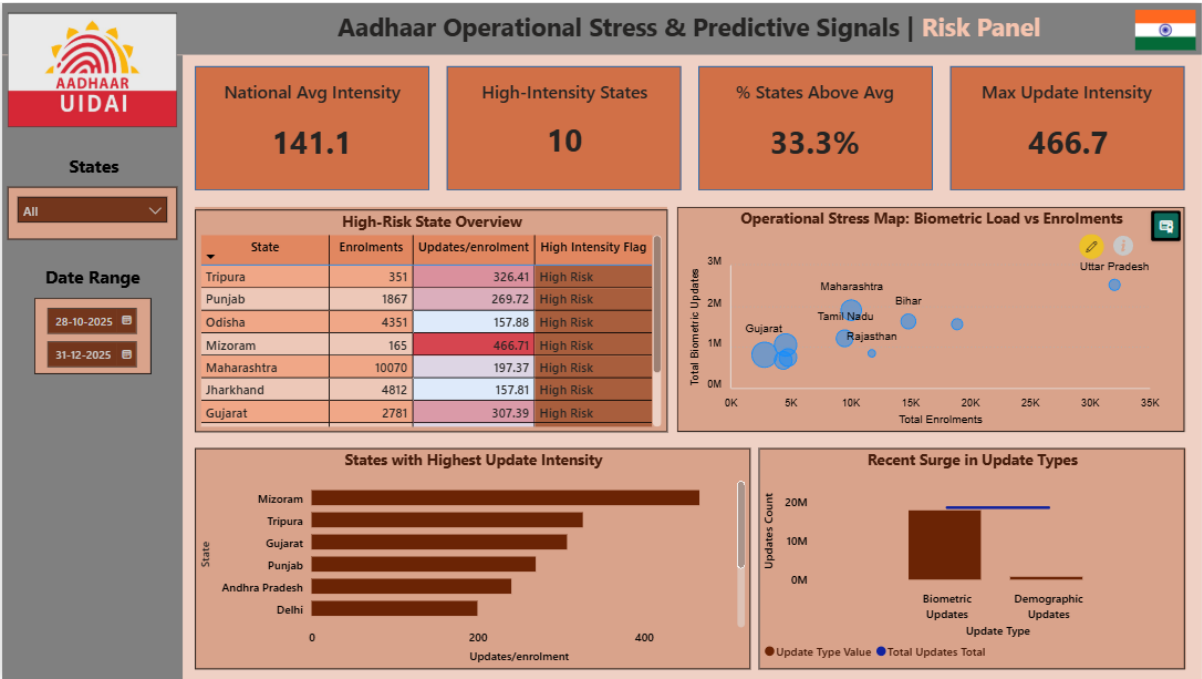 Aadhaar Operational Stress & Predictive Signals | Risk Panel
AADHAAR
UIDAI
States
All
Date Range
28-10-2025
31-12-2025
National Avg Intensity
141.1
High-Intensity States
10
% States Above Avg
33.3%
Max Update Intensity
466.7
High-Risk State Overview
State Enrolments Updates/enrolment High Intensity Flag
Tripura 351 326.41 High Risk
Punjab 1867 269.72 High Risk
Odisha 4351 157.88 High Risk
Mizoram 165 466.71 High Risk
Maharashtra 10070 197.37 High Risk
Jharkhand 4812 157.81 High Risk
Gujarat 2781 307.39 High Risk
Operational Stress Map: Biometric Load vs Enrolments
Total Biometric Updates
3M
2M
1M
0M
Uttar Pradesh
Maharashtra
Bihar
Tamil Nadu
Gujarat
Rajasthan
0K 5K 10K 15K 20K 25K 30K 35K
Total Enrolments
States with Highest Update Intensity
State
Mizoram
Tripura
Gujarat
Punjab
Andhra Pradesh
Delhi
0 200 400
Updates/enrolment
Recent Surge in Update Types
Updates Count
20M
10M
0M
Biometric
Updates
Demographic
Updates
Update Type
Update Type Value Total Updates Total